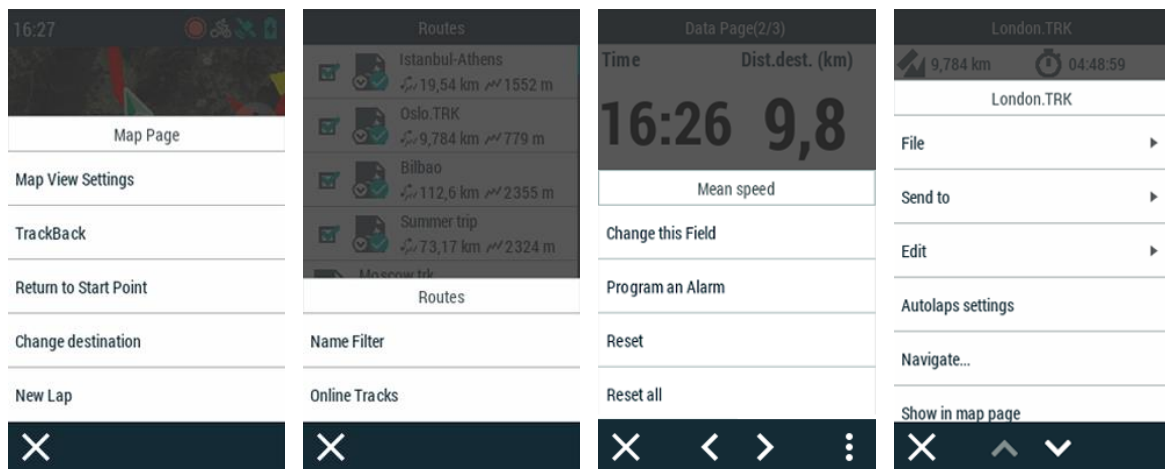 16:27
Map Page
Map View Settings
TrackBack
Return to Start Point
Change destination
New Lap
Routes
Istanbul-Athens
19,54 km 1552 m
Oslo.TRK
9,784 km 779 m
Bilbao
112,6 km 2355 m
Summer trip
73,17 km 2324 m
Moscow.trk
Routes
Name Filter
Online Tracks
Data Page(2/3)
Time Dist.dest. (km)
16:26 9,8
Mean speed
Change this Field
Program an Alarm
Reset
Reset all
London.TRK
9,784 km 04:48:59
London.TRK
File
Send to
Edit
Autolaps settings
Navigate...
Show in map page